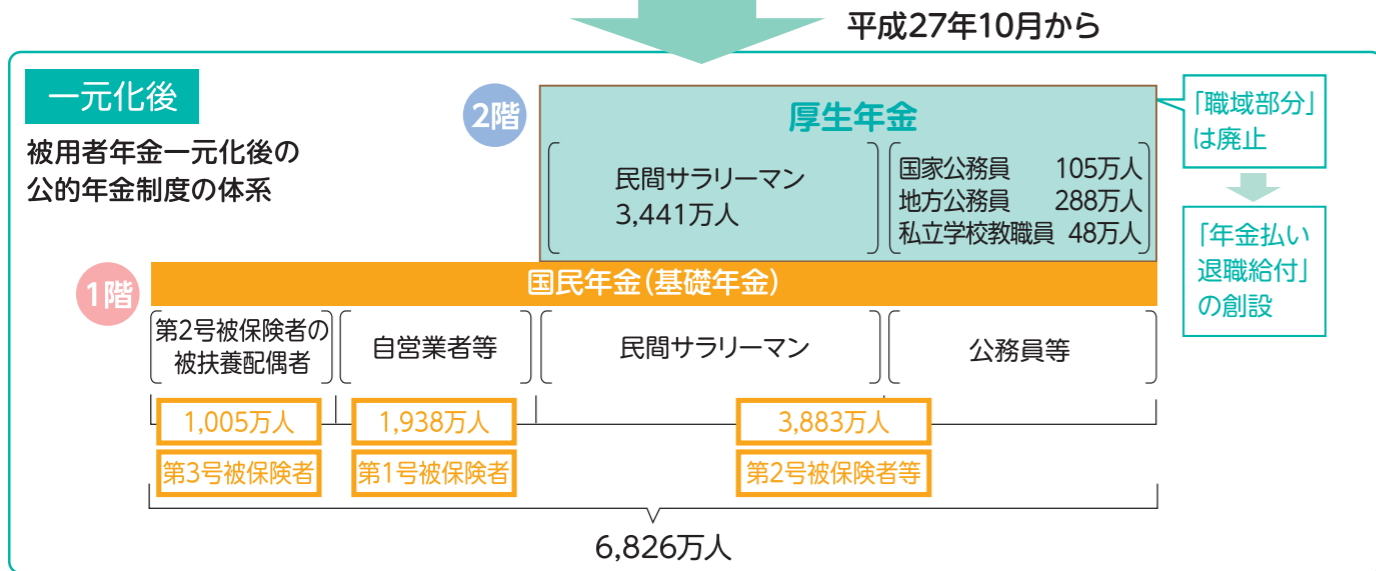 平成27年10月から
一元化後
被用者年金一元化後の
公的年金制度の体系
2階
厚生年金
民間サラリーマン
3,441万人
国家公務員 105万人
地方公務員 288万人
私立学校教職員 48万人
「職域部分」
は廃止
「年金払い
退職給付」
の創設
1階
国民年金(基礎年金)
第2号被保険者の
被扶養配偶者
自営業者等
民間サラリーマン
公務員等
1,005万人
1,938万人
3,883万人
第3号被保険者
第1号被保険者
第2号被保険者等
6,826万人